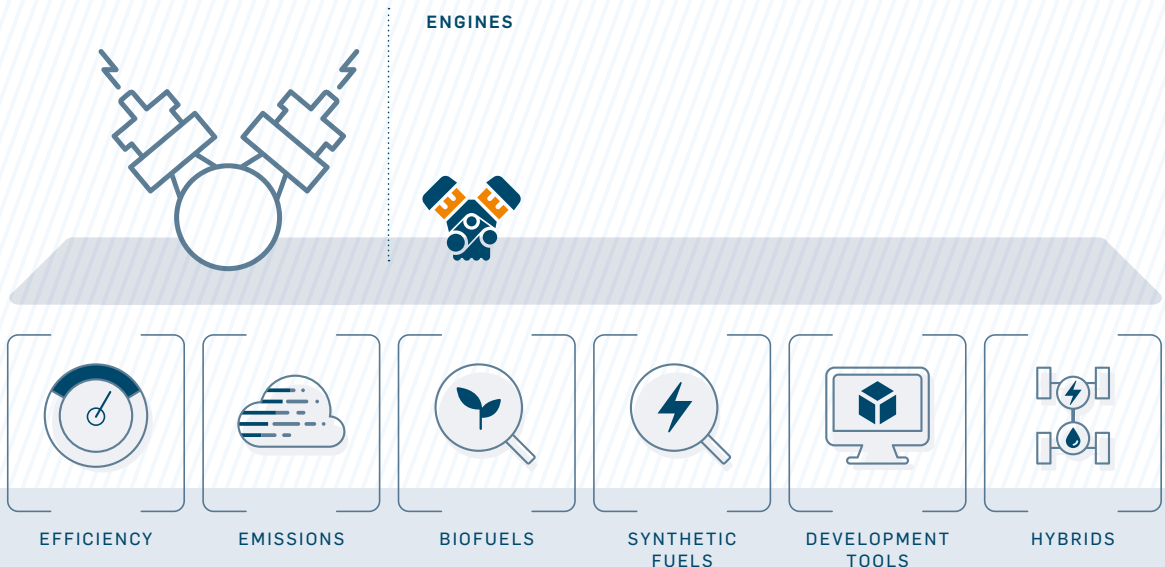 ENGINES
EFFICIENCY
EMISSIONS
BIOFUELS
SYNTHETIC
FUELS
DEVELOPMENT
TOOLS
HYBRIDS